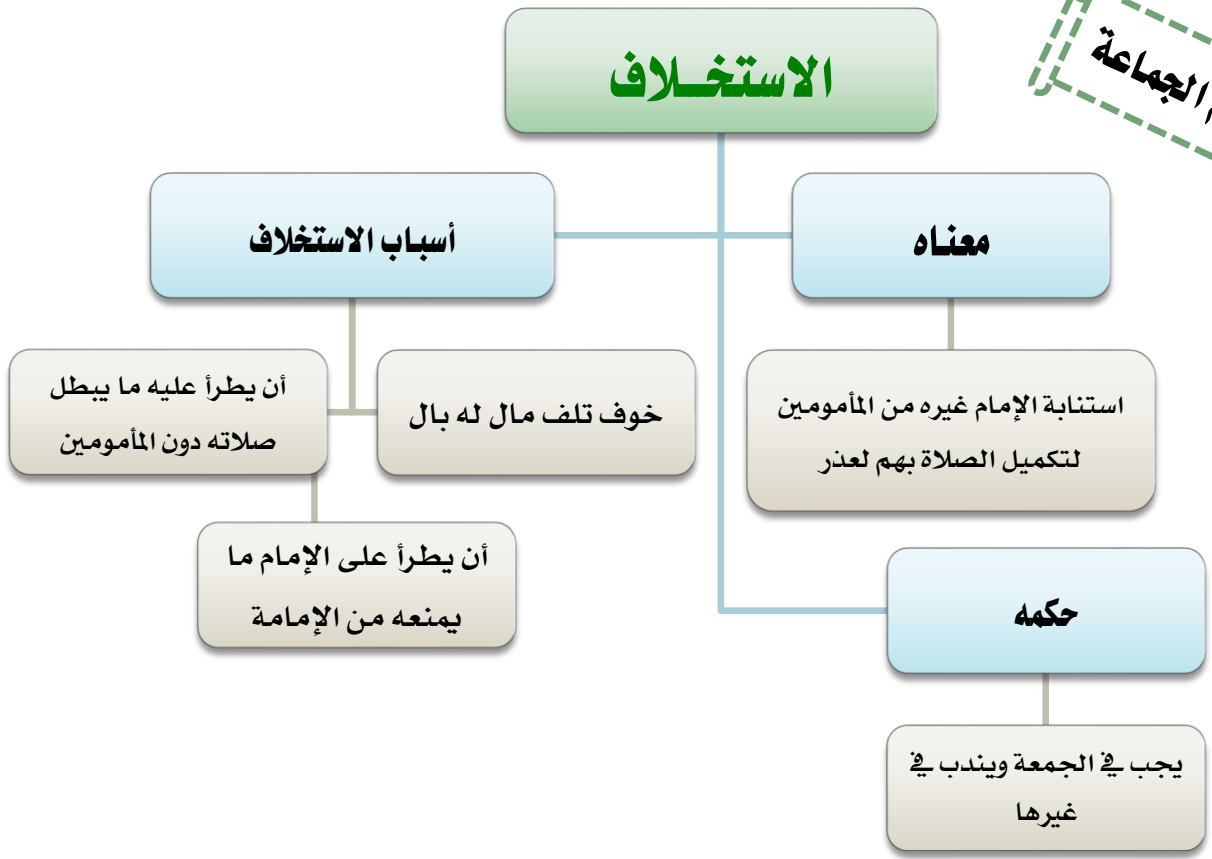 الجماعة
الاستخلاف
معناه
استنابة الإمام غيره من المأمومين
لتكميل الصلاة بهم لعذر
حكمه
يجب في الجمعة ويندب في
غيرها
أسباب الاستخلاف
خوف تلف مال له بال
أن يطرأ عليه ما يبطل
صلاته دون المأمومين
أن يطرأ على الإمام ما
يمنعه من الإمامة